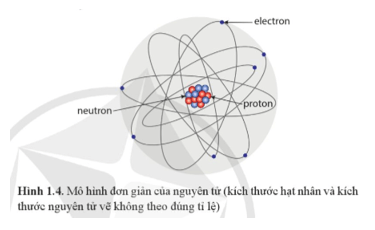 electron
neutron
proton
Hình 1.4. Mô hình đơn giản của nguyên tử (kích thước hạt nhân và kích
thước nguyên tử vẽ không theo đúng tỉ lệ)